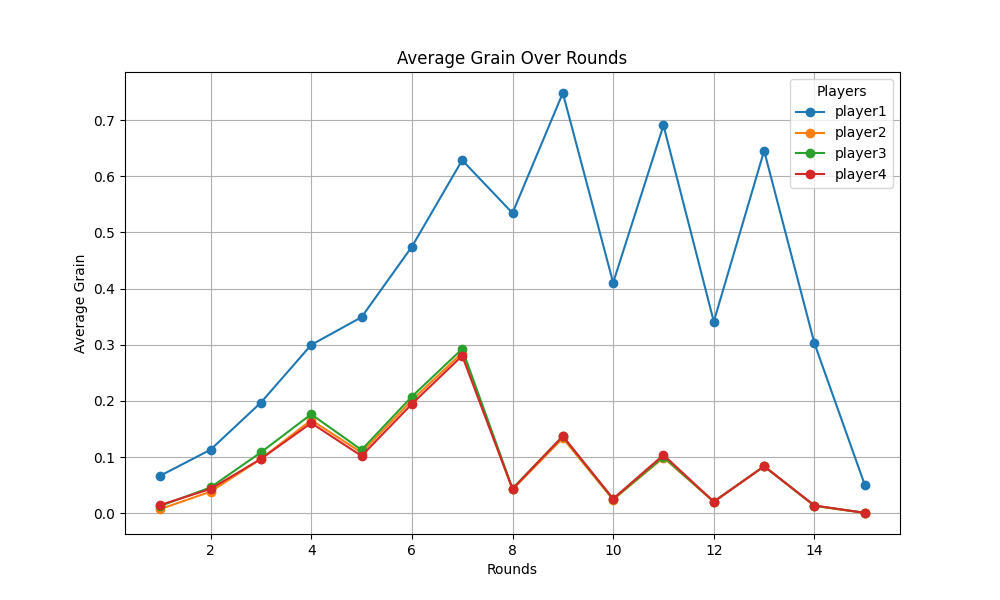 Average Grain Over Rounds
Players
player1
player2
player3
player4
Average Grain
0.7
0.6
0.5
0.4
0.3
0.2
0.1
0.0
2 4 6 8 10 12 14
Rounds